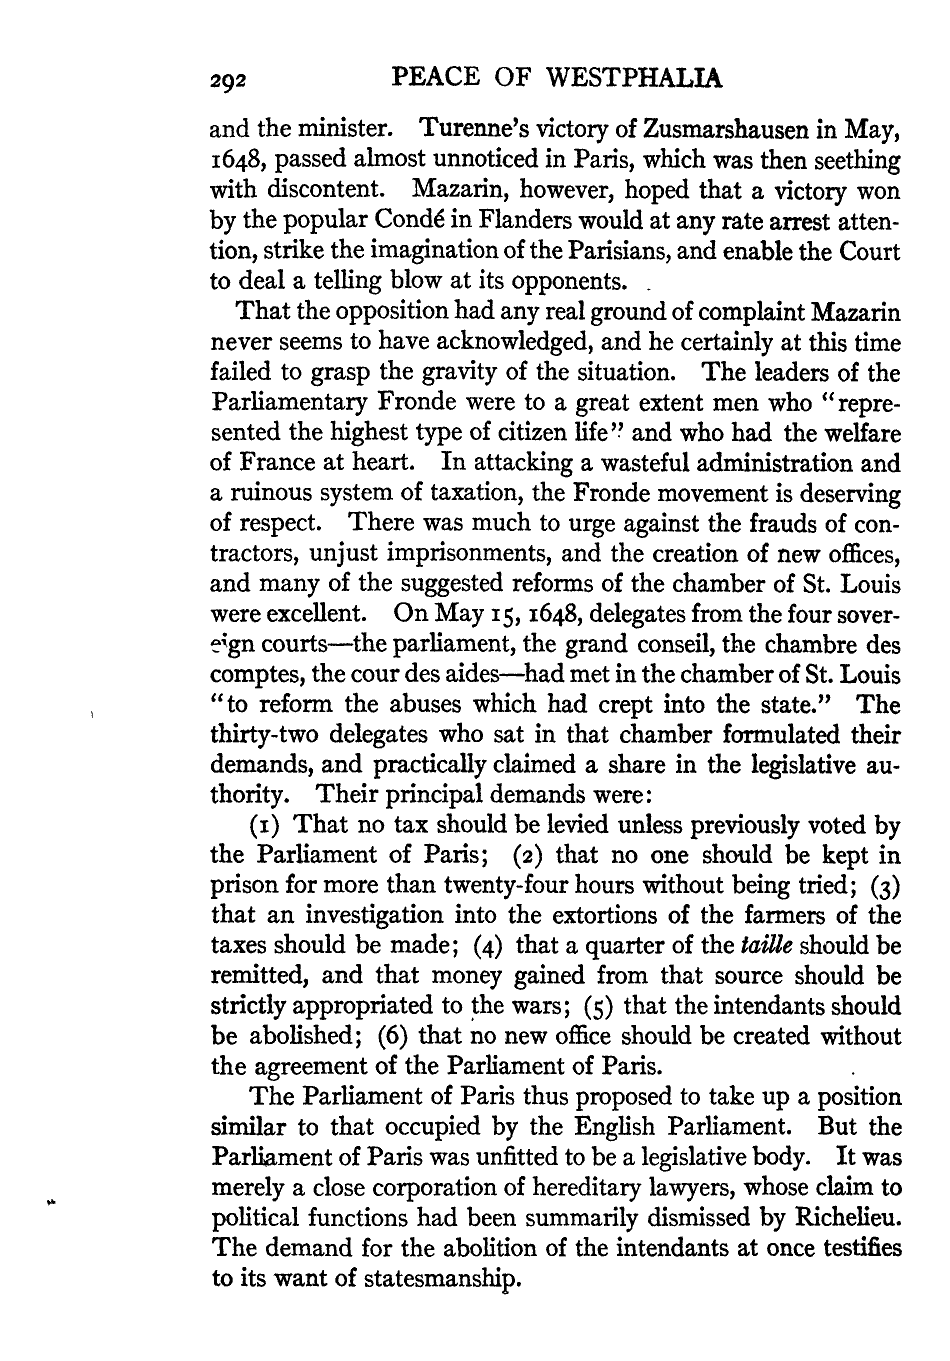 292 PEACE OF WESTPHALIA
and the minister. Turenne's victory of Zusmarshausen in May,
1648, passed almost unnoticed in Paris, which was then seething
with discontent. Mazarin, however, hoped that a victory won
by the popular Condé in Flanders would at any rate arrest atten-
tion, strike the imagination of the Parisians, and enable the Court
to deal a telling blow at its opponents.
That the opposition had any real ground of complaint Mazarin
never seems to have acknowledged, and he certainly at this time
failed to grasp the gravity of the situation. The leaders of the
Parliamentary Fronde were to a great extent men who "repre-
sented the highest type of citizen life" and who had the welfare
of France at heart. In attacking a wasteful administration and
a ruinous system of taxation, the Fronde movement is deserving
of respect. There was much to urge against the frauds of con-
tractors, unjust imprisonments, and the creation of new offices,
and many of the suggested reforms of the chamber of St. Louis
were excellent. On May 15, 1648, delegates from the four sover-
eign courts—the parliament, the grand conseil, the chambre des
comptes, the cour des aides—had met in the chamber of St. Louis
"to reform the abuses which had crept into the state." The
thirty-two delegates who sat in that chamber formulated their
demands, and practically claimed a share in the legislative au-
thority. Their principal demands were:
(1) That no tax should be levied unless previously voted by
the Parliament of Paris; (2) that no one should be kept in
prison for more than twenty-four hours without being tried; (3)
that an investigation into the extortions of the farmers of the
taxes should be made; (4) that a quarter of the taille should be
remitted, and that money gained from that source should be
strictly appropriated to the wars; (5) that the intendants should
be abolished; (6) that no new office should be created without
the agreement of the Parliament of Paris.
The Parliament of Paris thus proposed to take up a position
similar to that occupied by the English Parliament. But the
Parliament of Paris was unfitted to be a legislative body. It was
merely a close corporation of hereditary lawyers, whose claim to
political functions had been summarily dismissed by Richelieu.
The demand for the abolition of the intendants at once testifies
to its want of statesmanship.